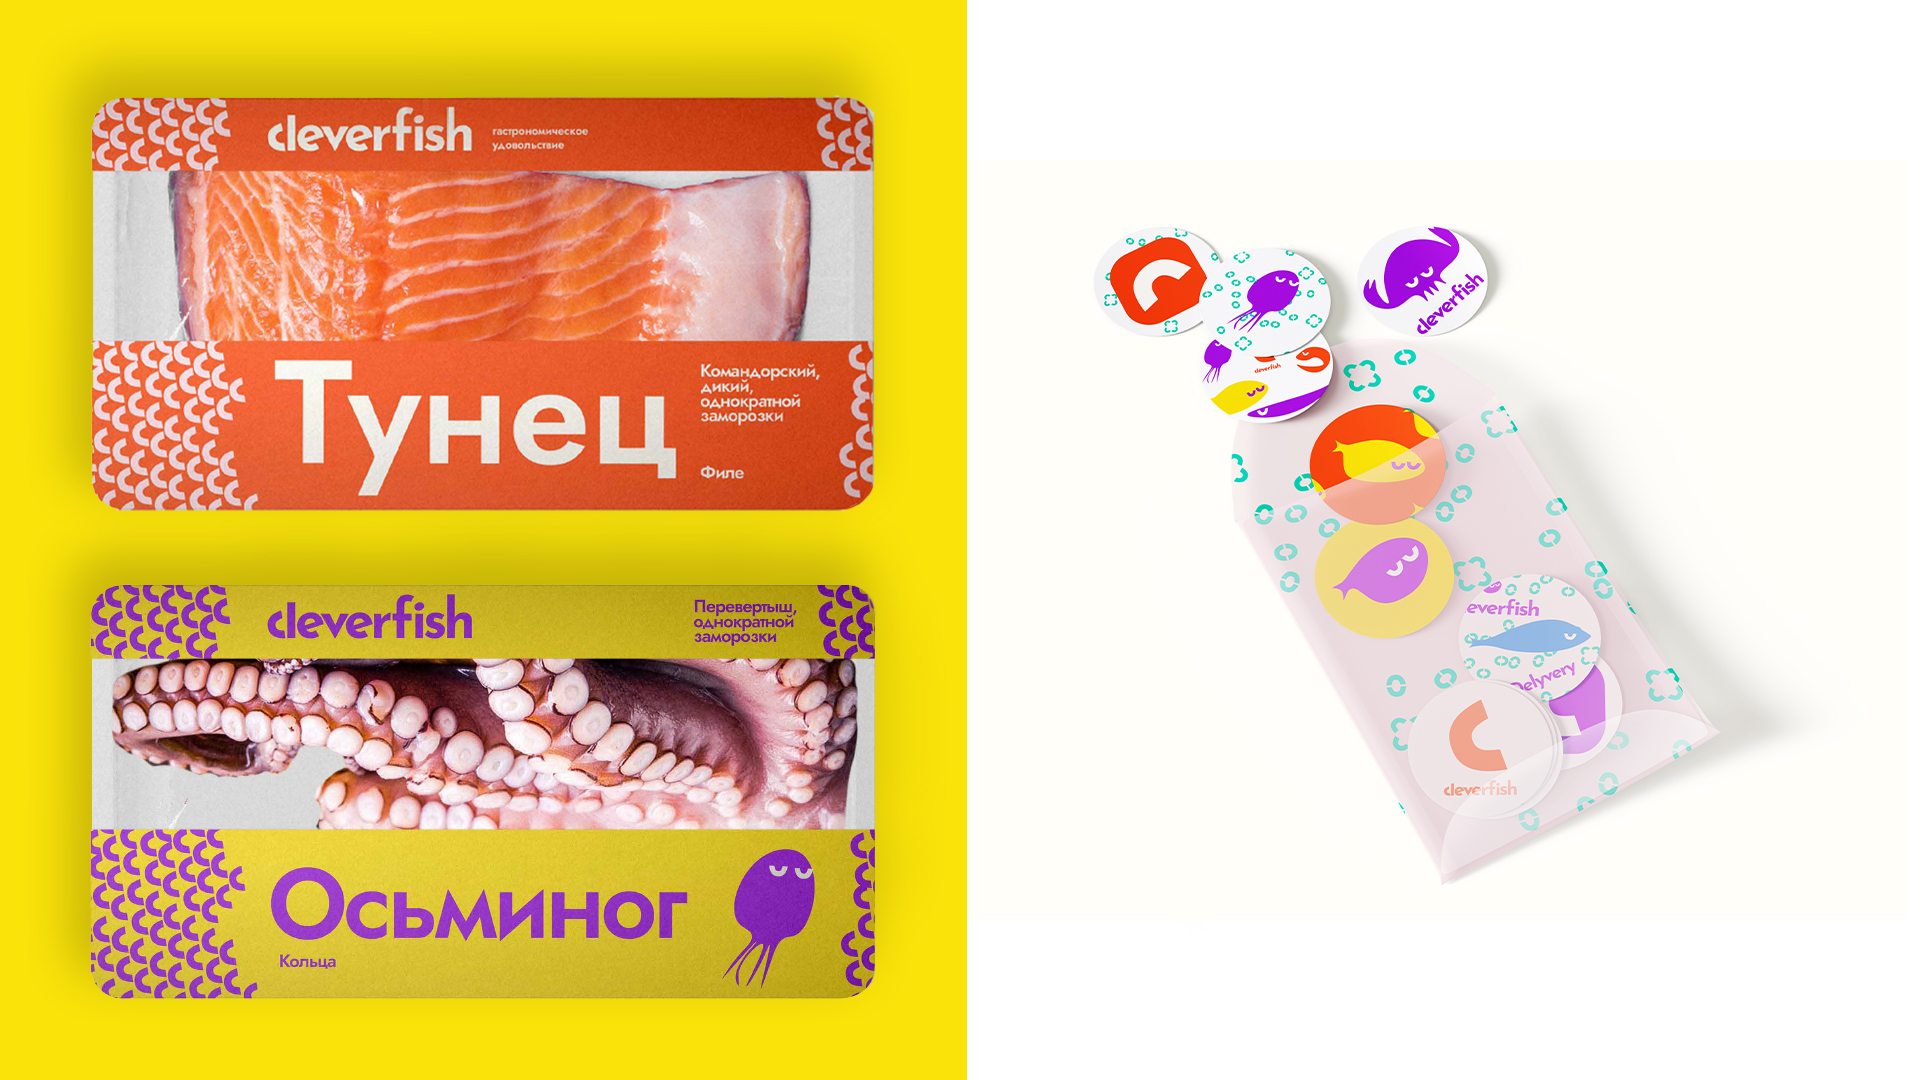 cleverfish
гастрономическое
удовольствие
Тунец
Командорский,
дикий,
однократной
заморозки
Филе
cleverfish
Перевертыш,
однократной
заморозки
Осьминог
Кольца
cleverfish
cleverfish
everfish
Delyvery
cleverfish